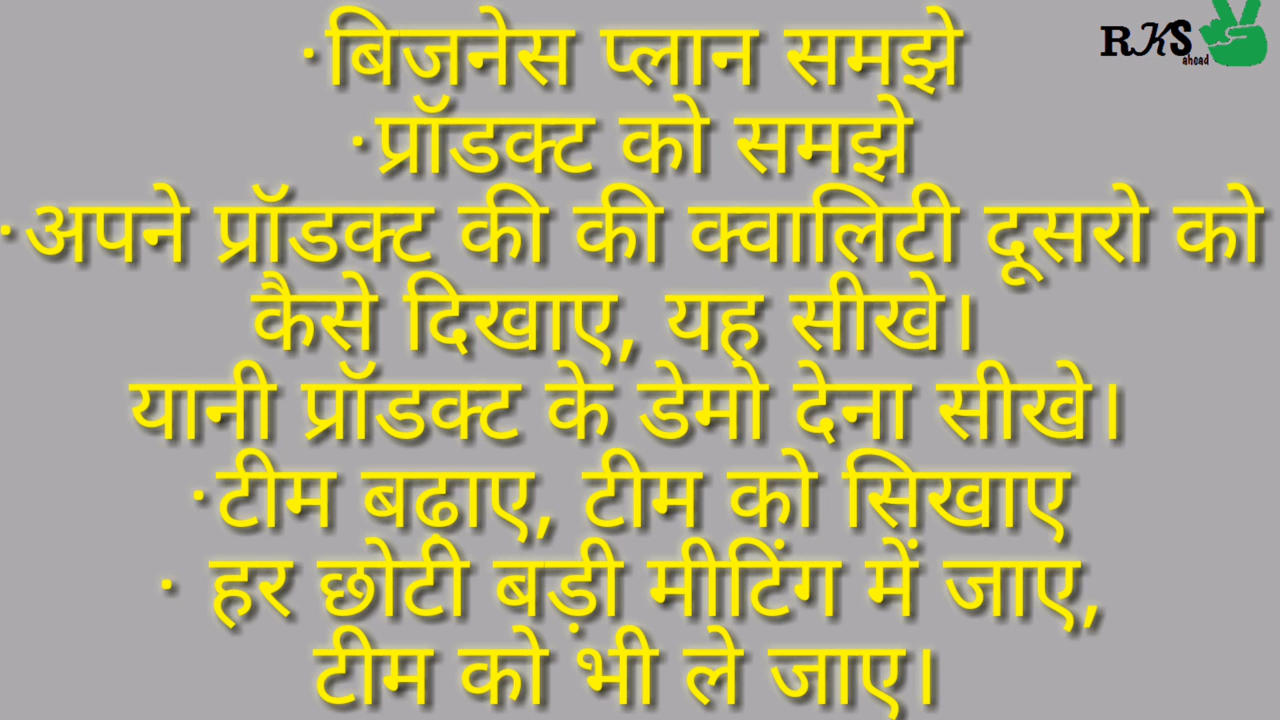 RKS
ahead
·बिजनेस प्लान समझे
·प्रॉडक्ट को समझे
·अपने प्रॉडक्ट की की क्वालिटी दूसरो को
कैसे दिखाए, यह सीखे।
यानी प्रॉडक्ट के डेमो देना सीखे।
·टीम बढ़ाए, टीम को सिखाए
· हर छोटी बड़ी मीटिंग में जाए,
टीम को भी ले जाए।